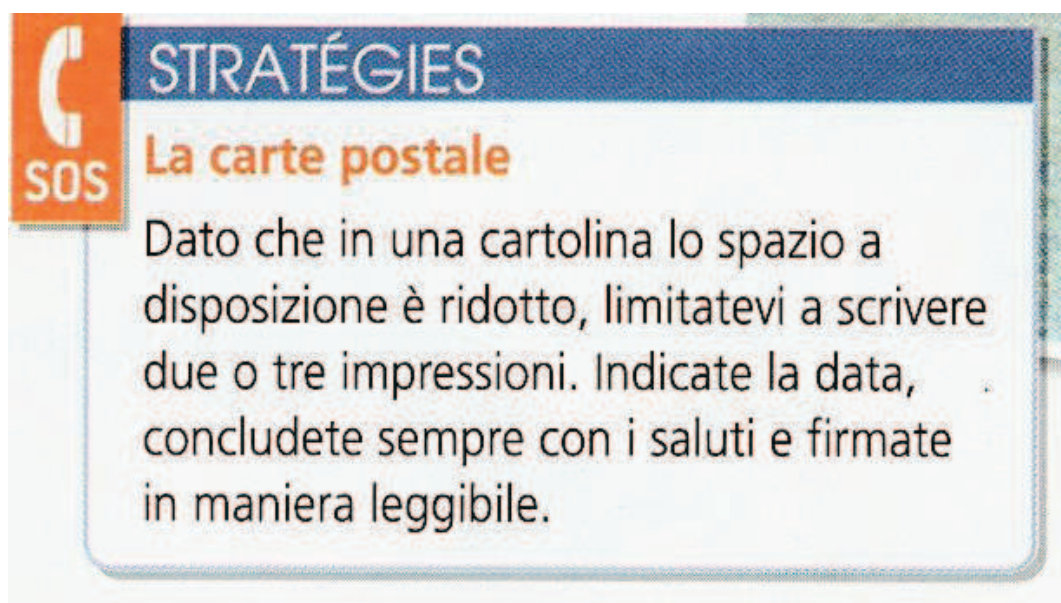 STRATÉGIES
SOS
La carte postale
Dato che in una cartolina lo spazio a
disposizione è ridotto, limitatevi a scrivere
due o tre impressioni. Indicate la data,
concludete sempre con i saluti e firmate
in maniera leggibile.